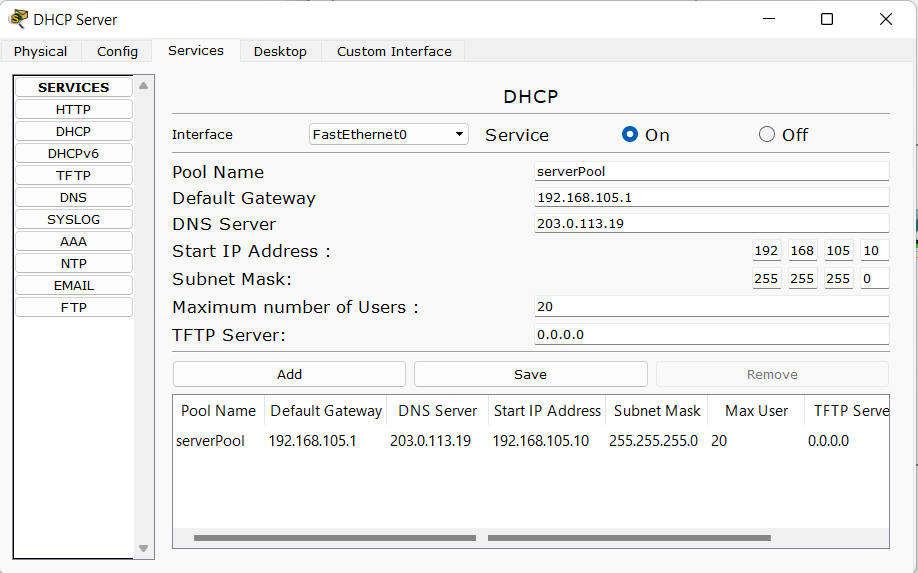 DHCP Server
Physical Config Services Desktop Custom Interface
SERVICES
HTTP
DHCP
DHCPv6
TFTP
DNS
SYSLOG
AAA
NTP
EMAIL
FTP
DHCP
Interface FastEthernet0 Service On Off
Pool Name serverPool
Default Gateway 192.168.105.1
DNS Server 203.0.113.19
Start IP Address : 192 168 105 10
Subnet Mask: 255 255 255 0
Maximum number of Users : 20
TFTP Server: 0.0.0.0
Add Save Remove
Pool Name Default Gateway DNS Server Start IP Address Subnet Mask Max User TFTP Serve
serverPool 192.168.105.1 203.0.113.19 192.168.105.10 255.255.255.0 20 0.0.0.0